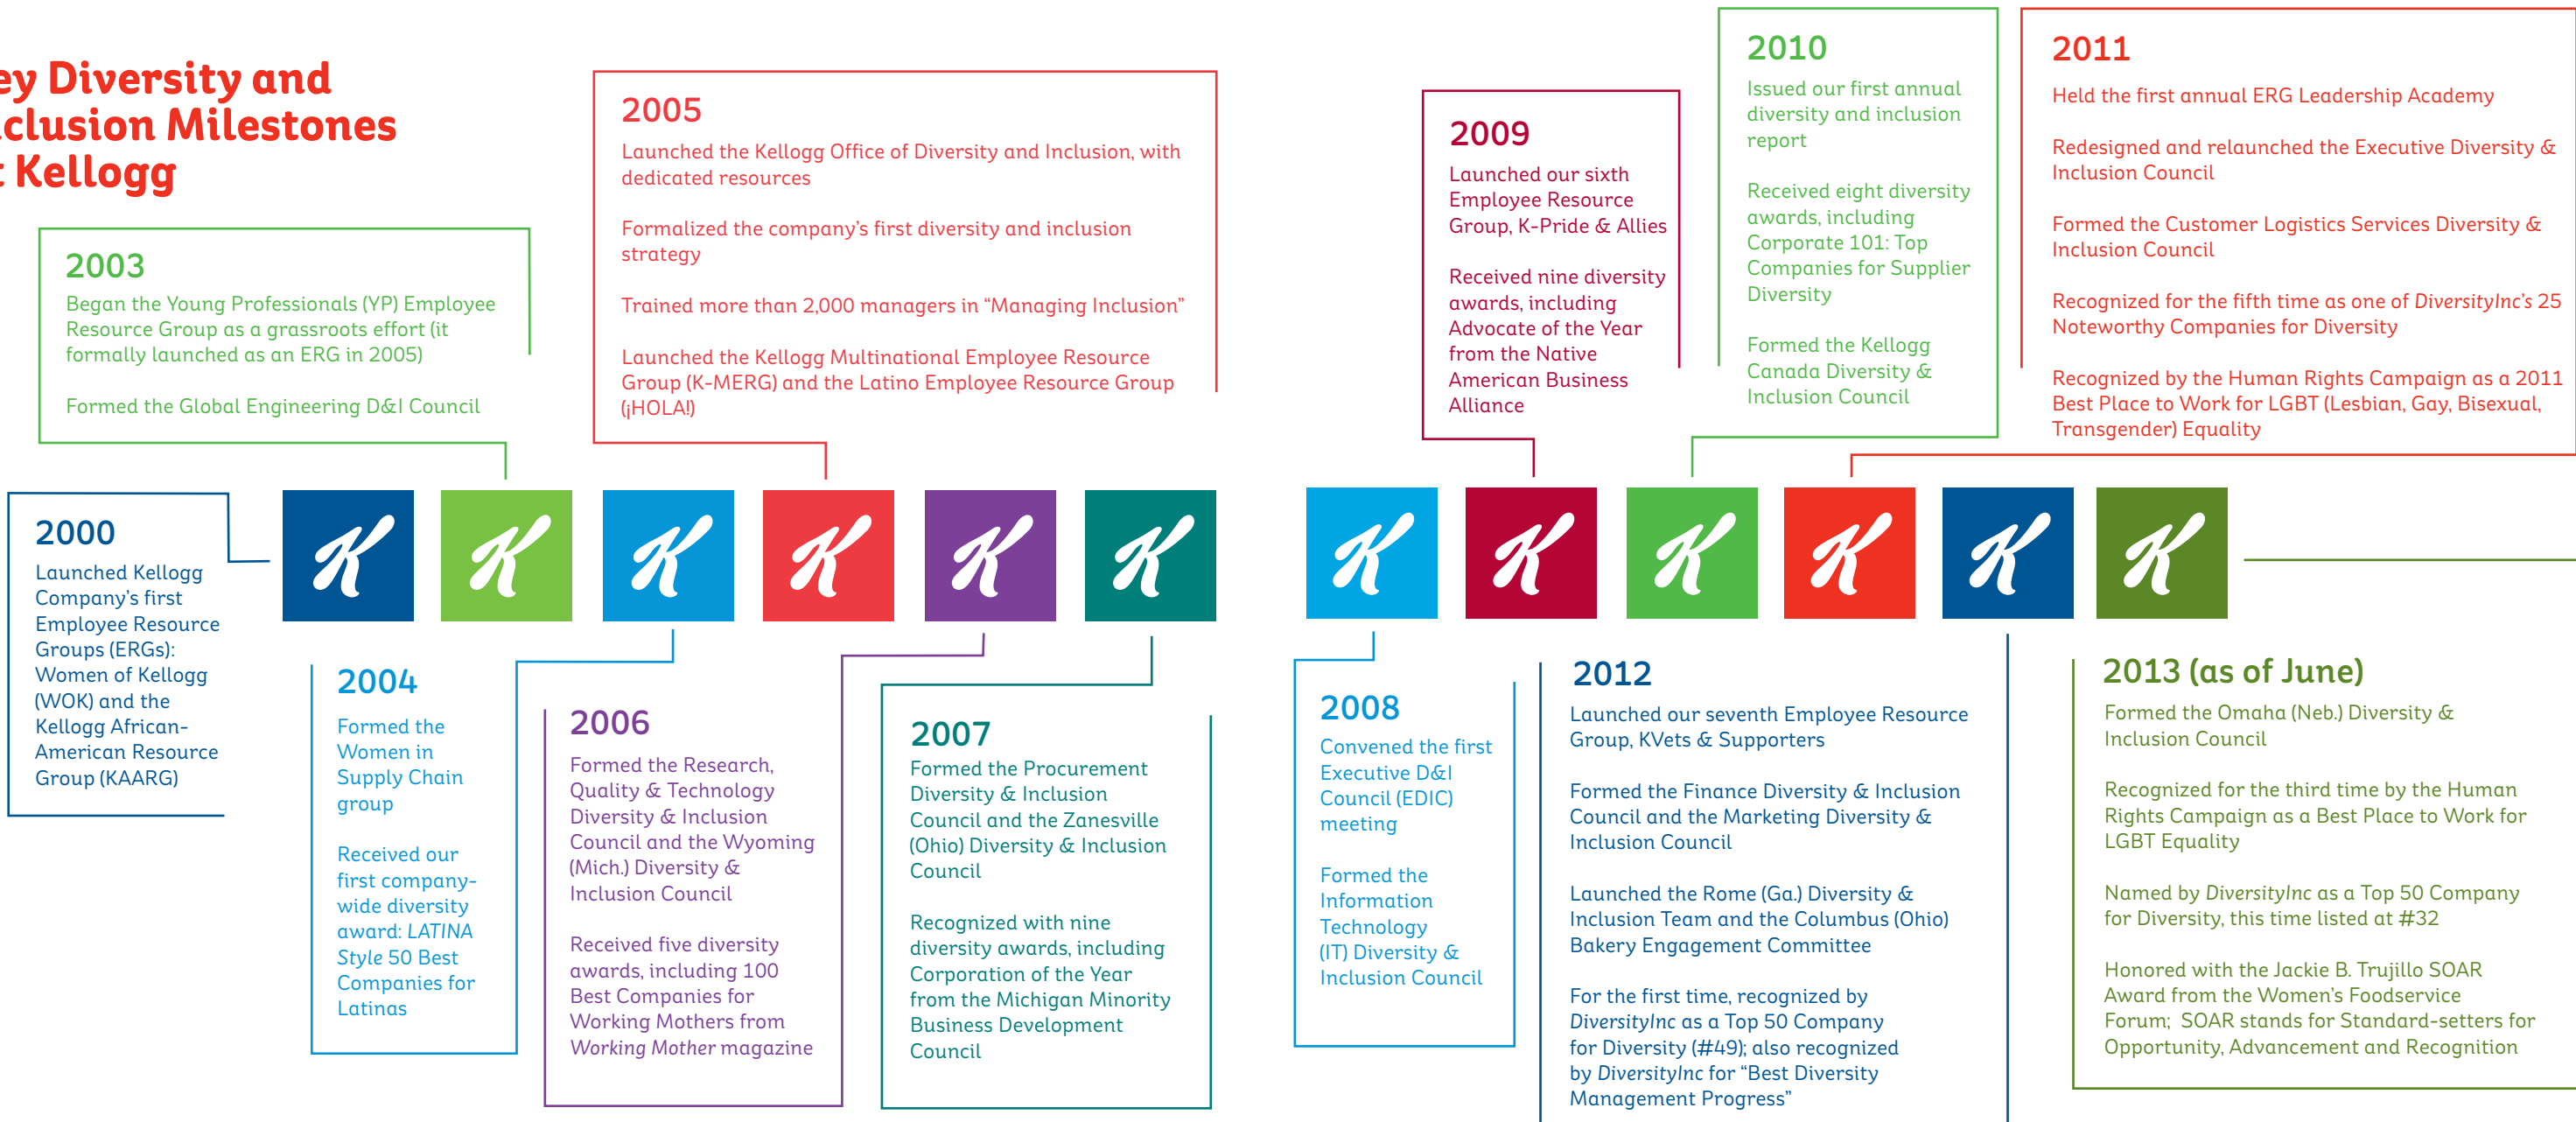 ey Diversity and
clusion Milestones
t Kellogg
2000
Launched Kellogg
Company's first
Employee Resource
Groups (ERGs):
Women of Kellogg
(WOK) and the
Kellogg African-
American Resource
Group (KAARG)
2003
Began the Young Professionals (YP) Employee
Resource Group as a grassroots effort (it
formally launched as an ERG in 2005)
Formed the Global Engineering D&I Council
2004
Formed the
Women in
Supply Chain
group
Received our
first company-
wide diversity
award: LATINA
Style 50 Best
Companies for
Latinas
2005
Launched the Kellogg Office of Diversity and Inclusion, with
dedicated resources
Formalized the company's first diversity and inclusion
strategy
Trained more than 2,000 managers in “Managing Inclusion”
Launched the Kellogg Multinational Employee Resource
Group (K-MERG) and the Latino Employee Resource Group
(¡HOLA!)
2006
Formed the Research,
Quality & Technology
Diversity & Inclusion
Council and the Wyoming
(Mich.) Diversity &
Inclusion Council
Received five diversity
awards, including 100
Best Companies for
Working Mothers from
Working Mother magazine
2007
Formed the Procurement
Diversity & Inclusion
Council and the Zanesville
(Ohio) Diversity & Inclusion
Council
Recognized with nine
diversity awards, including
Corporation of the Year
from the Michigan Minority
Business Development
Council
K K K K K K K K K K K K
2008
Convened the first
Executive D&I
Council (EDIC)
meeting
Formed the
Information
Technology
(IT) Diversity &
Inclusion Council
2009
Launched our sixth
Employee Resource
Group, K-Pride & Allies
Received nine diversity
awards, including
Advocate of the Year
from the Native
American Business
Alliance
2010
Issued our first annual
diversity and inclusion
report
Received eight diversity
awards, including
Corporate 101: Top
Companies for Supplier
Diversity
Formed the Kellogg
Canada Diversity &
Inclusion Council
2011
Held the first annual ERG Leadership Academy
Redesigned and relaunched the Executive Diversity &
Inclusion Council
Formed the Customer Logistics Services Diversity &
Inclusion Council
Recognized for the fifth time as one of DiversityInc's 25
Noteworthy Companies for Diversity
Recognized by the Human Rights Campaign as a 2011
Best Place to Work for LGBT (Lesbian, Gay, Bisexual,
Transgender) Equality
2012
Launched our seventh Employee Resource
Group, KVets & Supporters
Formed the Finance Diversity & Inclusion
Council and the Marketing Diversity &
Inclusion Council
Launched the Rome (Ga.) Diversity &
Inclusion Team and the Columbus (Ohio)
Bakery Engagement Committee
For the first time, recognized by
DiversityInc as a Top 50 Company
for Diversity (#49); also recognized
by DiversityInc for “Best Diversity
Management Progress”
2013 (as of June)
Formed the Omaha (Neb.) Diversity &
Inclusion Council
Recognized for the third time by the Human
Rights Campaign as a Best Place to Work for
LGBT Equality
Named by DiversityInc as a Top 50 Company
for Diversity, this time listed at #32
Honored with the Jackie B. Trujillo SOAR
Award from the Women's Foodservice
Forum; SOAR stands for Standard-setters for
Opportunity, Advancement and Recognition